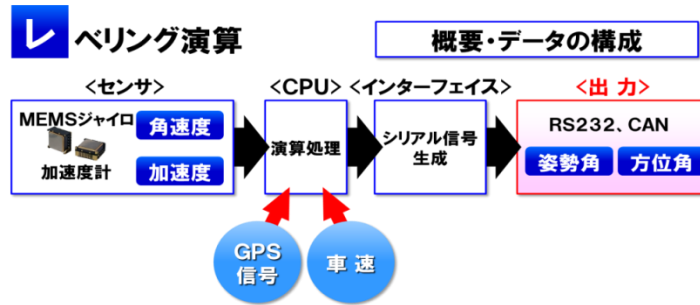 レベリング演算
概要・データの構成
<センサ>
MEMSジャイロ
加速度計
角速度
加速度
<CPU>
演算処理
GPS
信号
車速
<インターフェイス>
シリアル信号
生成
<出 力>
RS232、CAN
姿勢角
方位角